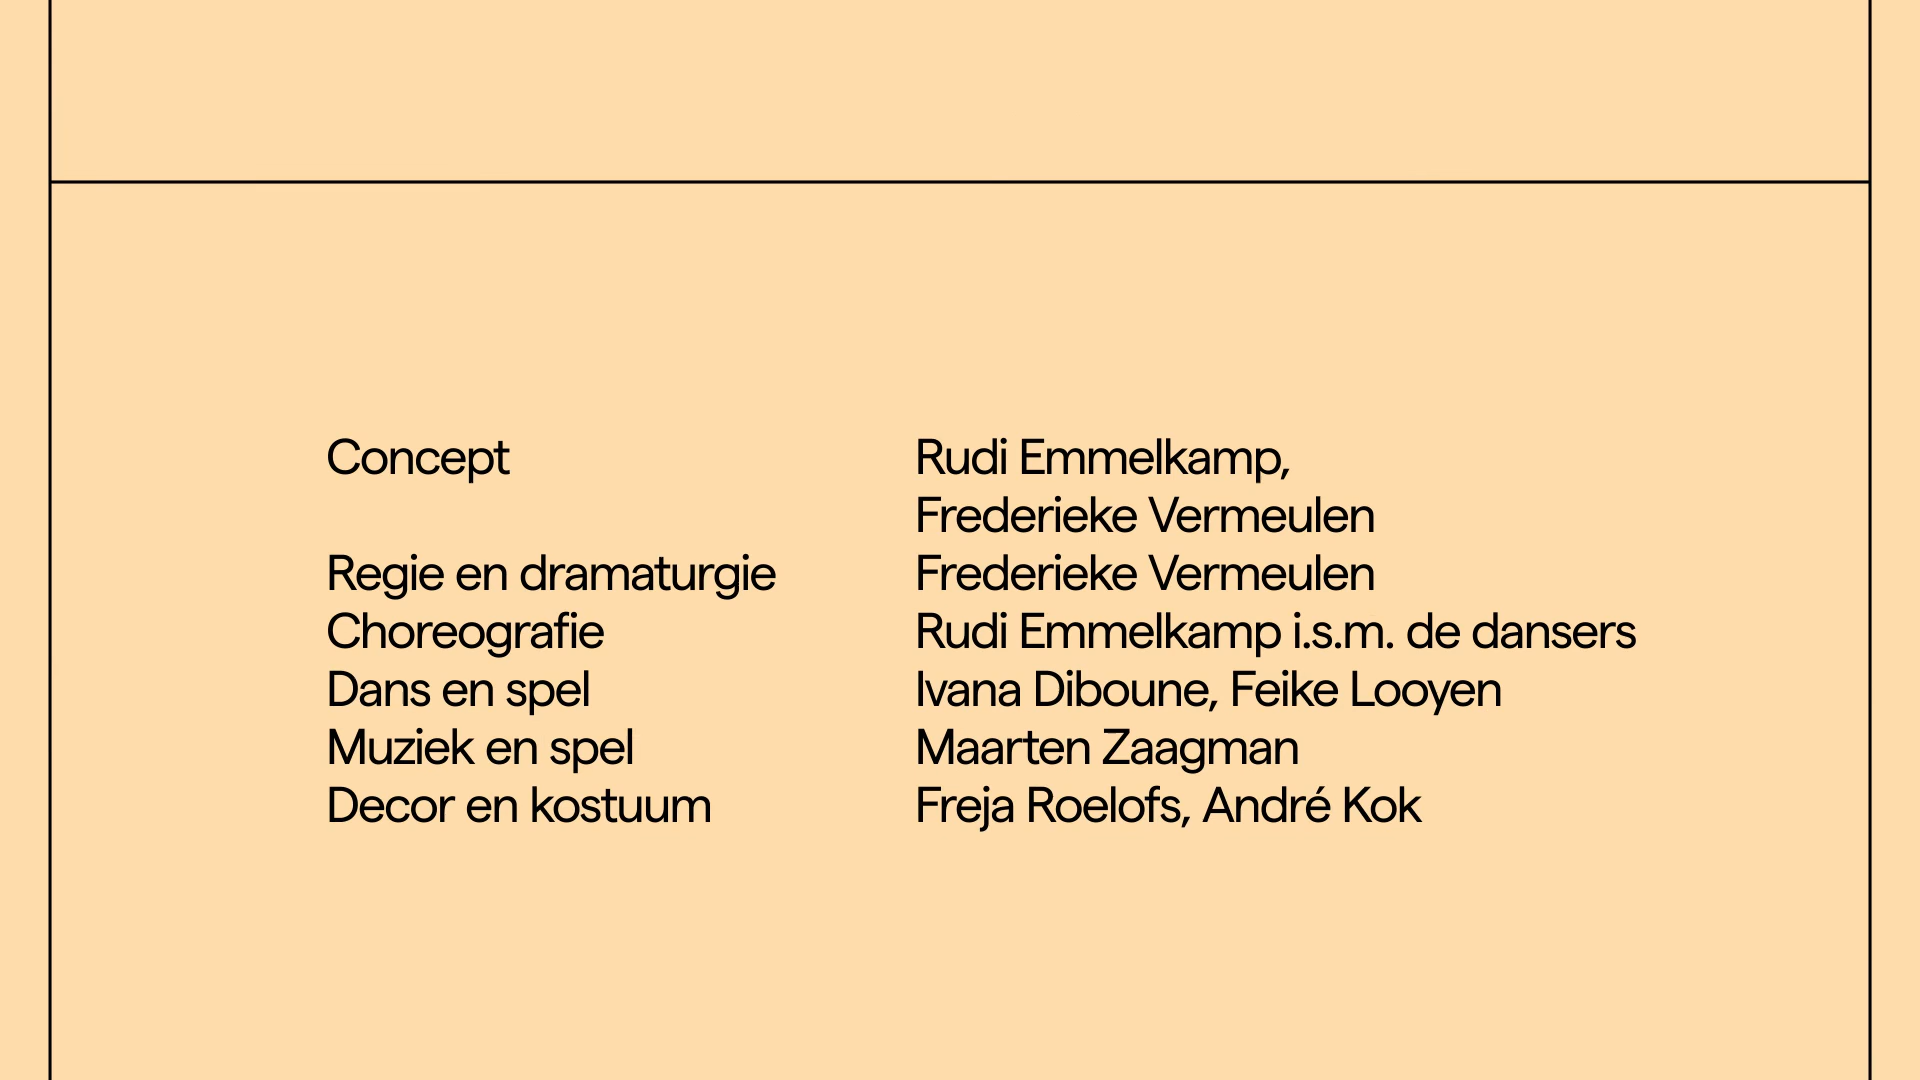 Concept Rudi Emmelkamp,
Frederieke Vermeulen
Regie en dramaturgie Frederieke Vermeulen
Choreografie Rudi Emmelkamp i.s.m. de dansers
Dans en spel Ivana Diboune, Feike Looyen
Muziek en spel Maarten Zaagman
Decor en kostuum Freja Roelofs, André Kok